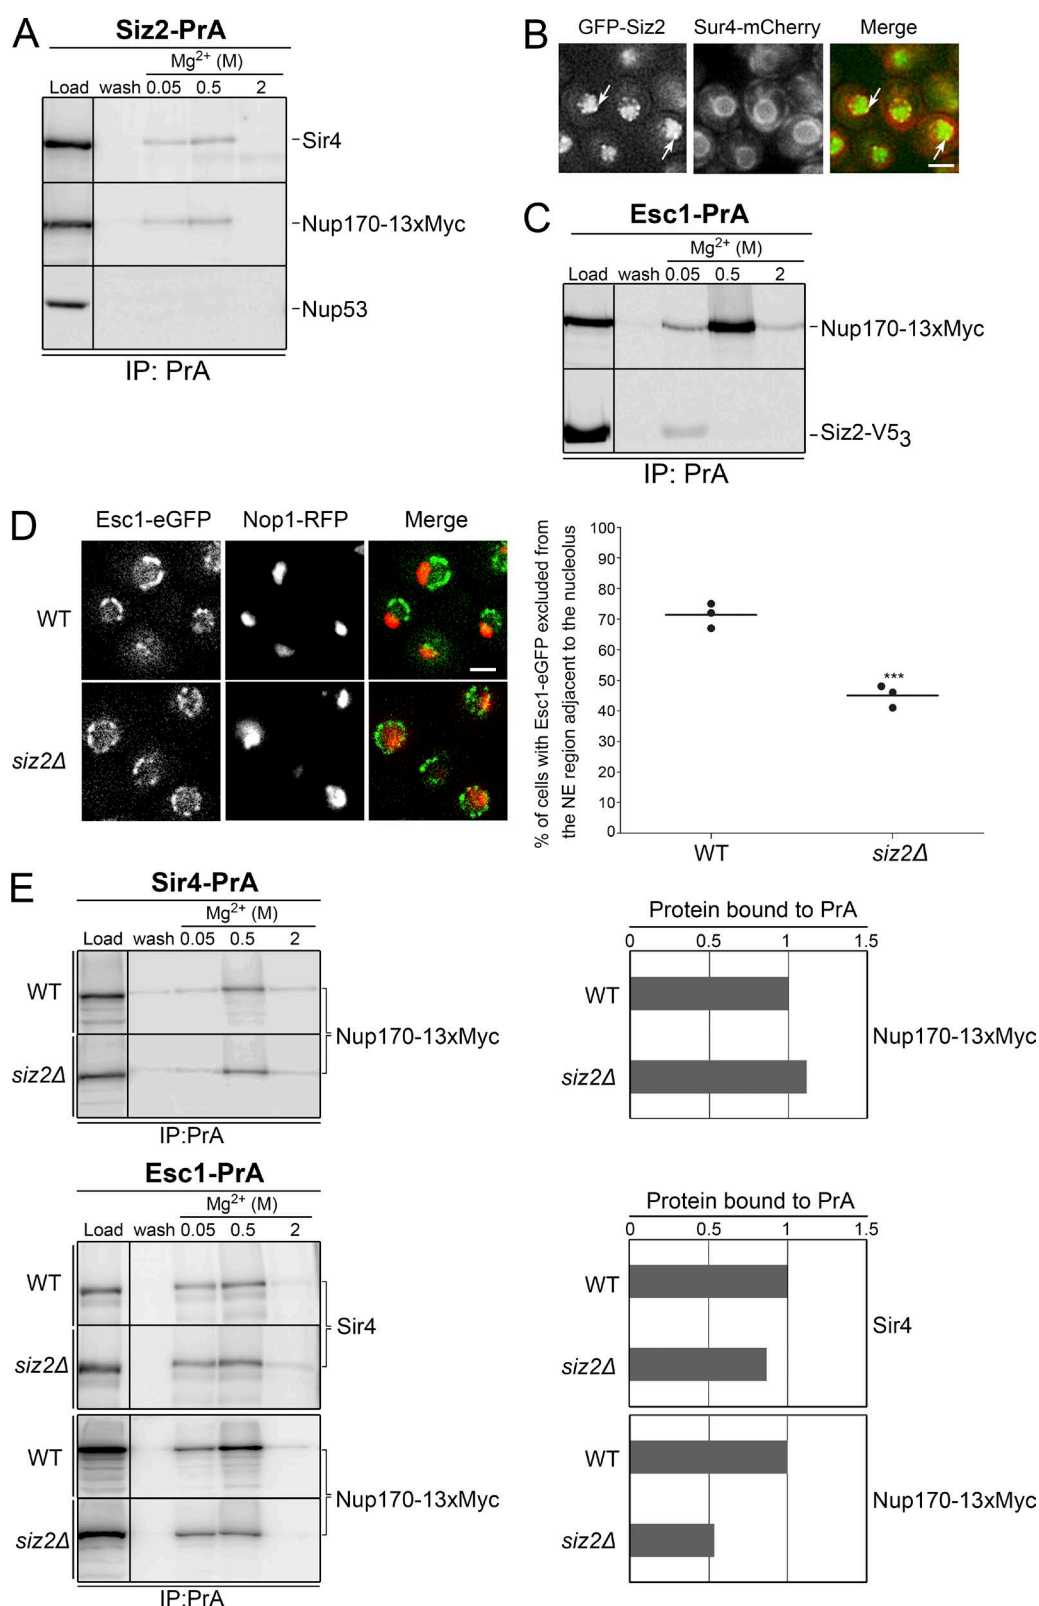 A
Siz2-PrA
Mg2+ (M)
Load wash 0.05 0.5 2
Sir4
Nup170-13xMyc
Nup53
IP: PrA
B
GFP-Siz2 Sur4-mCherry Merge
C
Esc1-PrA
Mg2+ (M)
Load wash 0.05 0.5 2
Nup170-13xMyc
Siz2-V53
IP: PrA
D
Esc1-eGFP Nop1-RFP Merge
WT
siz2Δ
% of cells with Esc1-eGFP excluded from
the NE region adjacent to the nucleolus
100
90
80
70
60
50
40
30
20
10
0
***
WT siz2Δ
E
Sir4-PrA
Mg2+ (M)
Load wash 0.05 0.5 2
WT
siz2Δ
Nup170-13xMyc
IP:PrA
Protein bound to PrA
0 0.5 1 1.5
WT
siz2Δ
Nup170-13xMyc
Esc1-PrA
Mg2+ (M)
Load wash 0.05 0.5 2
WT
siz2Δ
Sir4
WT
siz2Δ
Nup170-13xMyc
IP:PrA
Protein bound to PrA
0 0.5 1 1.5
WT
siz2Δ
Sir4
WT
siz2Δ
Nup170-13xMyc